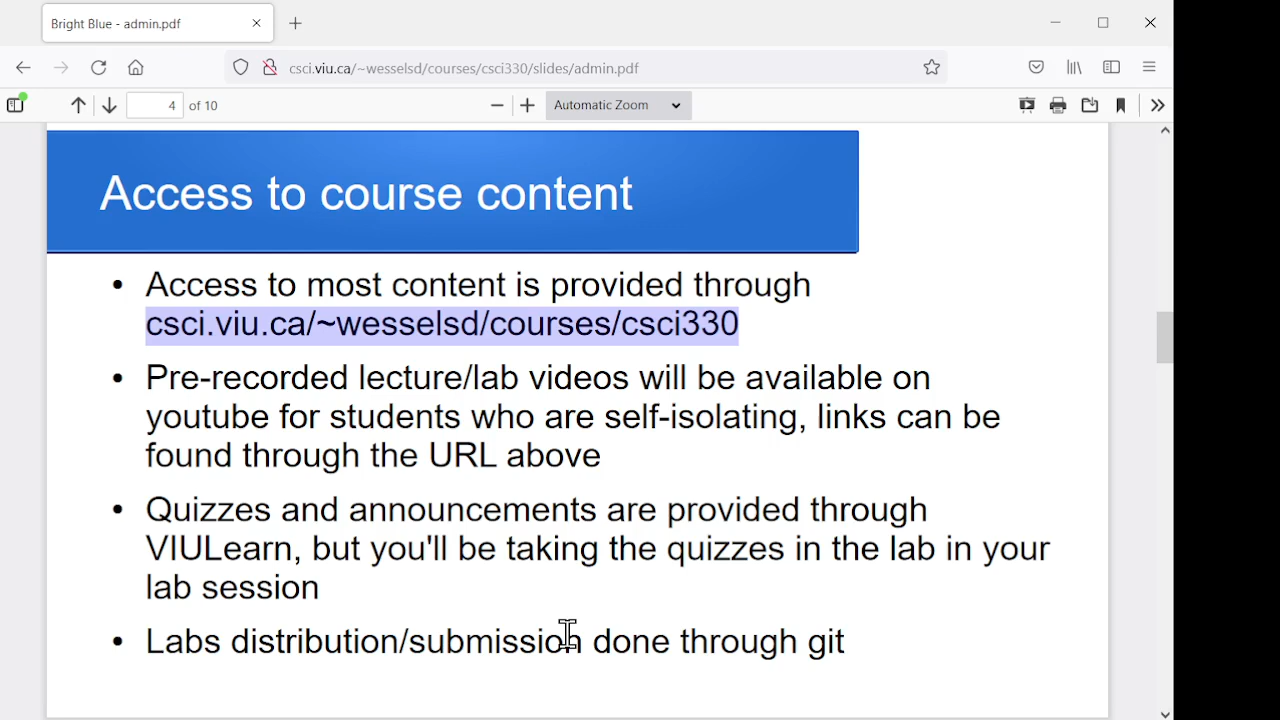 Bright Blue - admin.pdf
csci.viu.ca/~wesselsd/courses/csci330/slides/admin.pdf
4 of 10
Automatic Zoom
Access to course content
• Access to most content is provided through
csci.viu.ca/~wesselsd/courses/csci330
• Pre-recorded lecture/lab videos will be available on
youtube for students who are self-isolating, links can be
found through the URL above
• Quizzes and announcements are provided through
VIULearn, but you'll be taking the quizzes in the lab in your
lab session
• Labs distribution/submission done through git